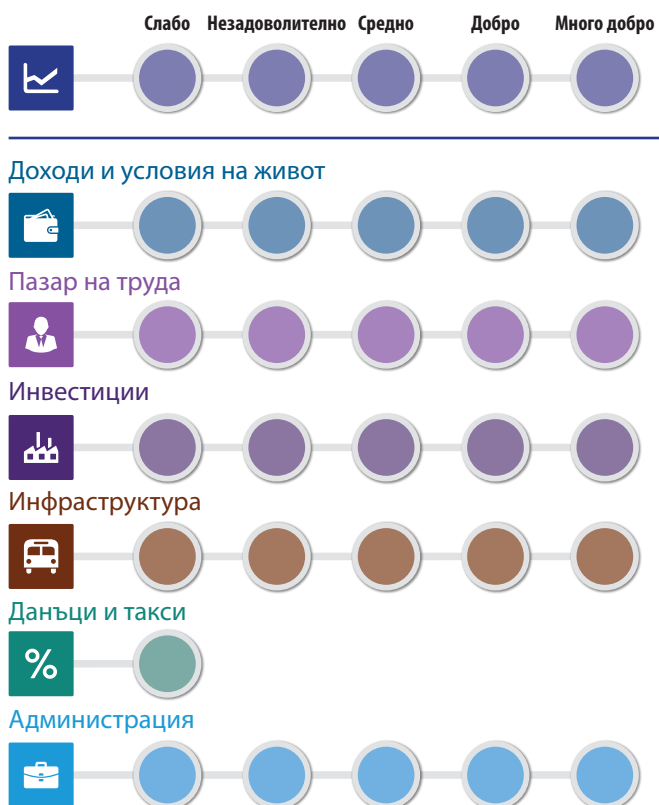 Слабо Незадоволително Средно Добро Много добро
Доходи и условия на живот
Пазар на труда
Инвестиции
Инфраструктура
Данъци и такси
%
Администрация